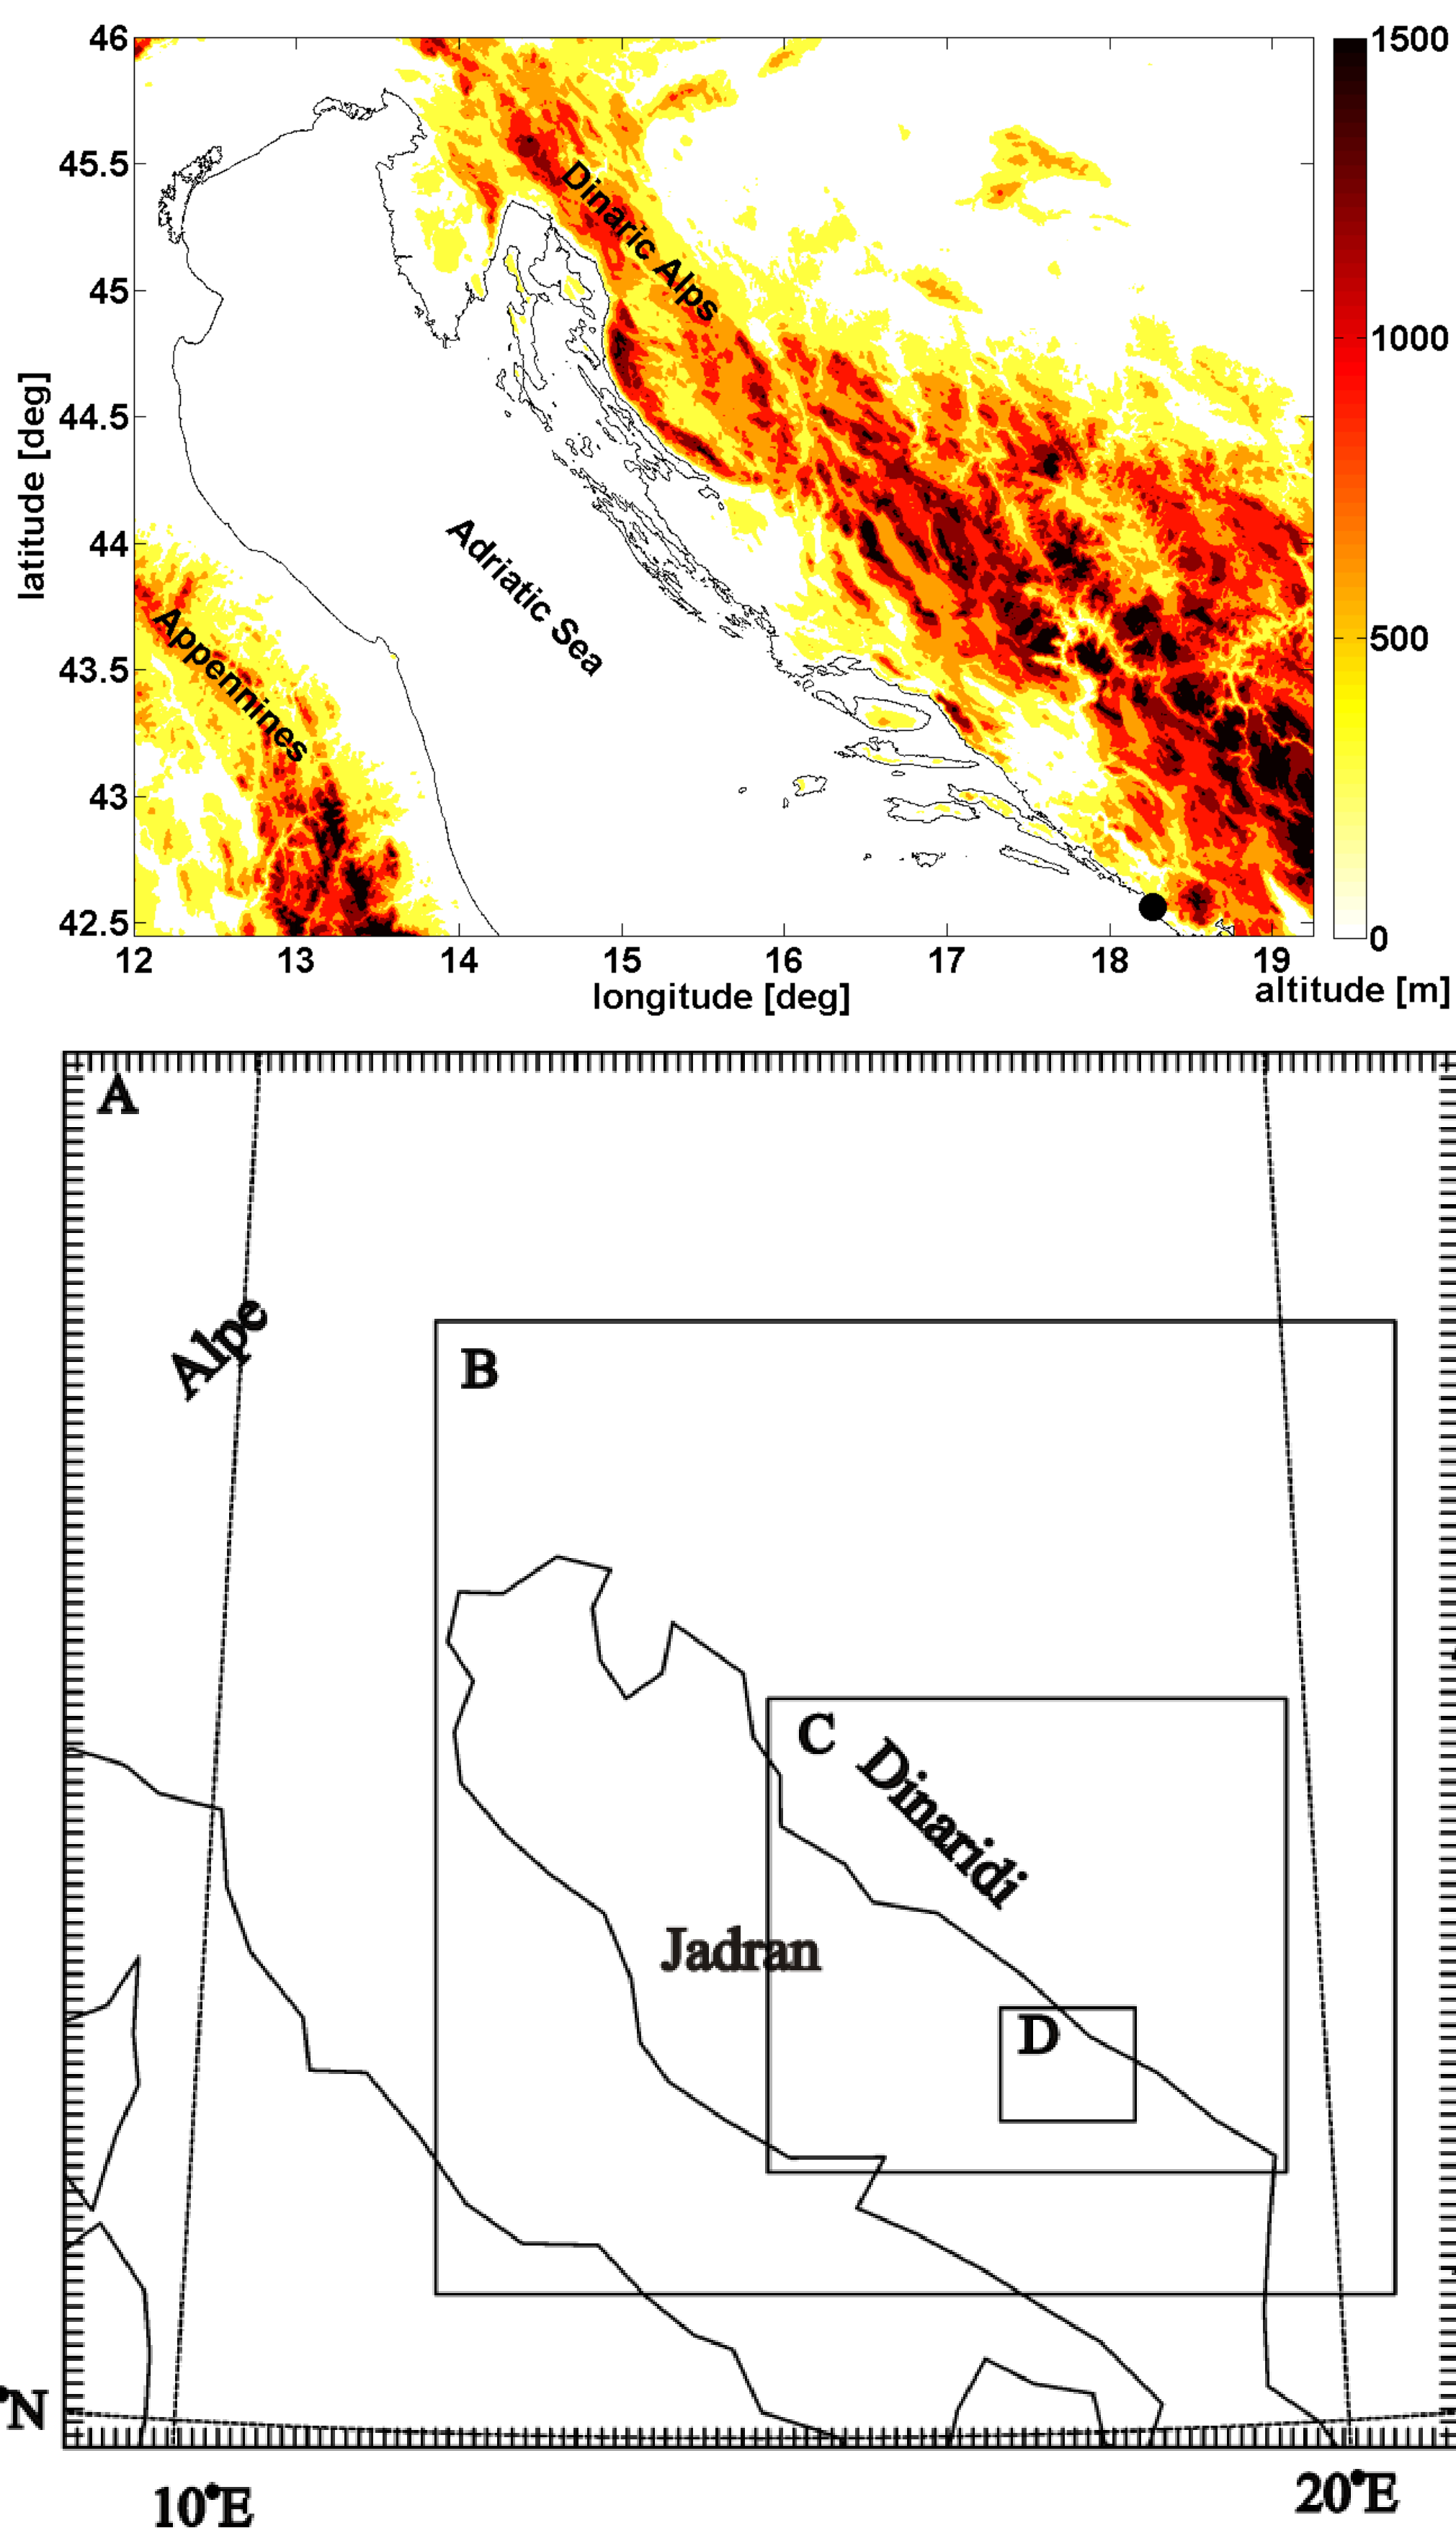 46
45.5
45
44.5
44
43.5
43
42.5
latitude [deg]
12 13 14 15 16 17 18 19
longitude [deg]
1500
1000
500
0
altitude [m]
Dinaric Alps
Adriatic Sea
Appennines
A
Alpe
B
C Dinaridi
Jadran
D
°N
10°E
20°E